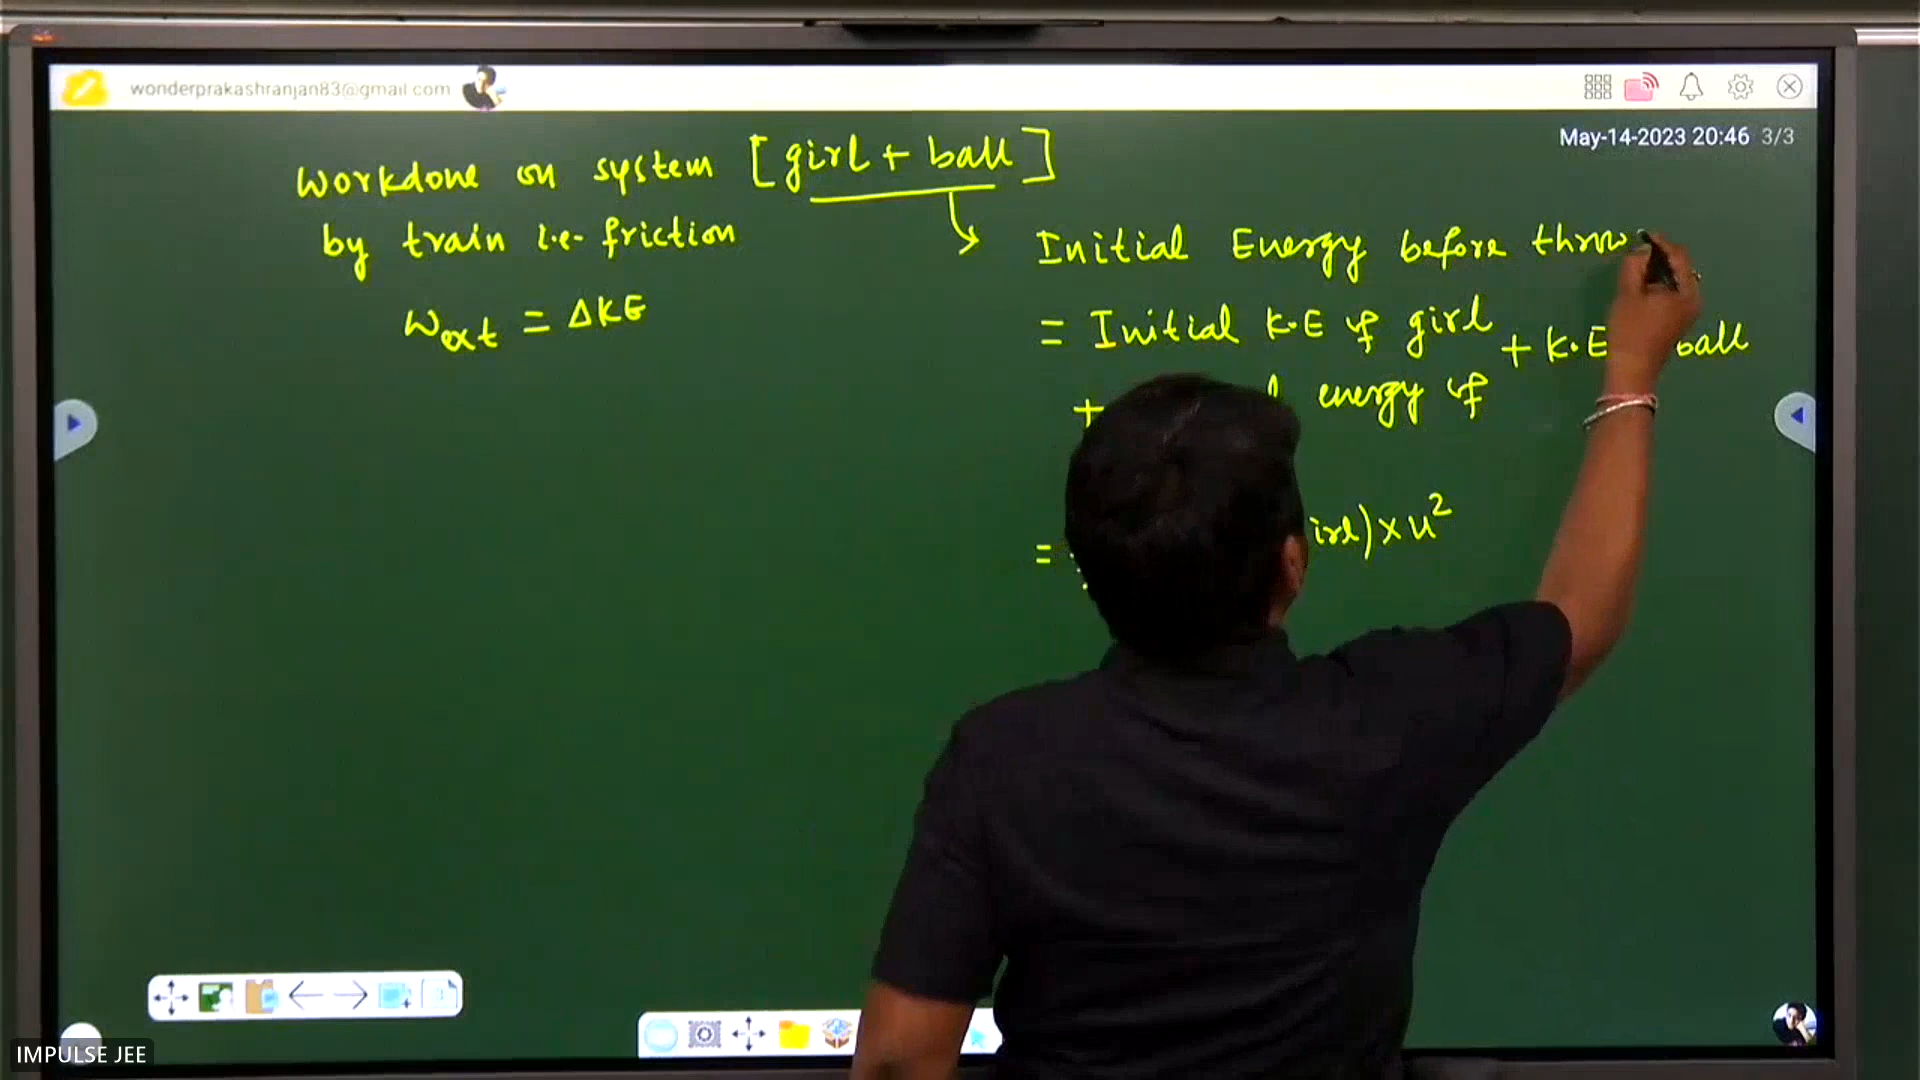 wonderprakashranjan83@gmail.com
May-14-2023 20:46 3/3
Workdone on system [girl + ball]
by train i.e. friction
Wext = ΔKE
Initial Energy before throw
= Initial K.E of girl + K.E ball
+ energy of
= irl) × u²
IMPULSE JEE